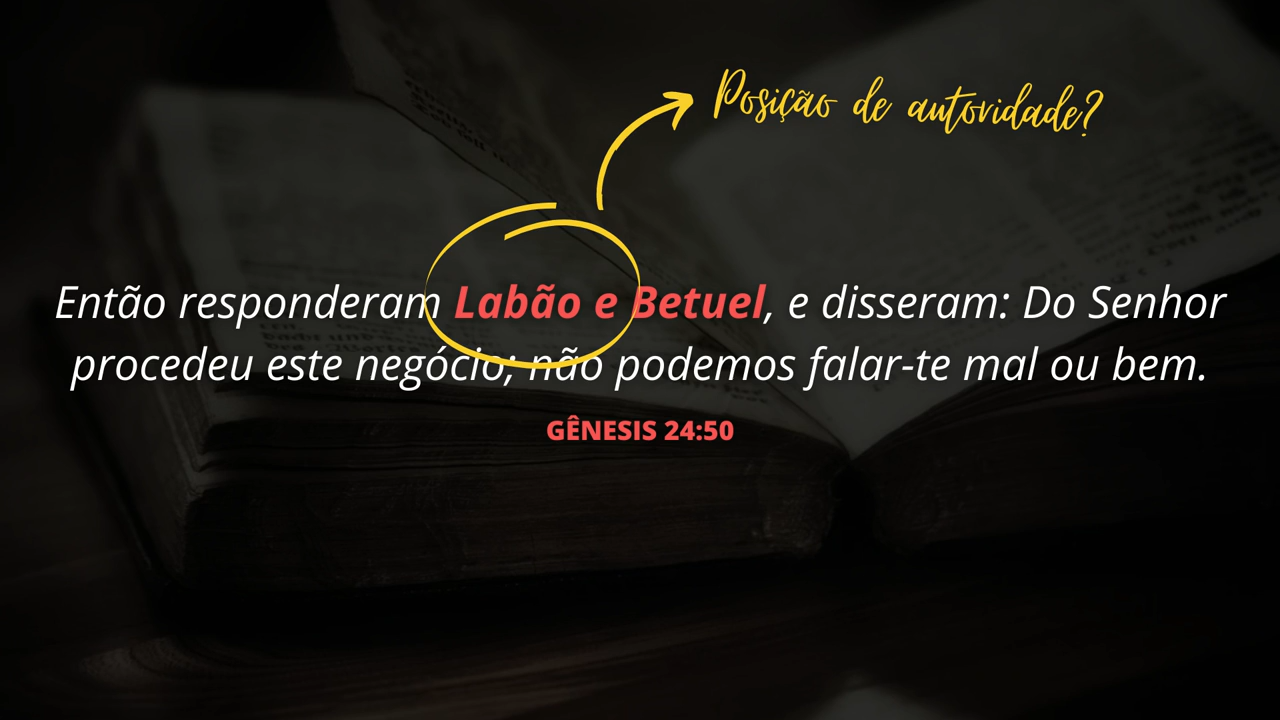 Posição de autoridade?
Então responderam Labão e Betuel, e disseram: Do Senhor
procedeu este negócio; não podemos falar-te mal ou bem.
GÊNESIS 24:50